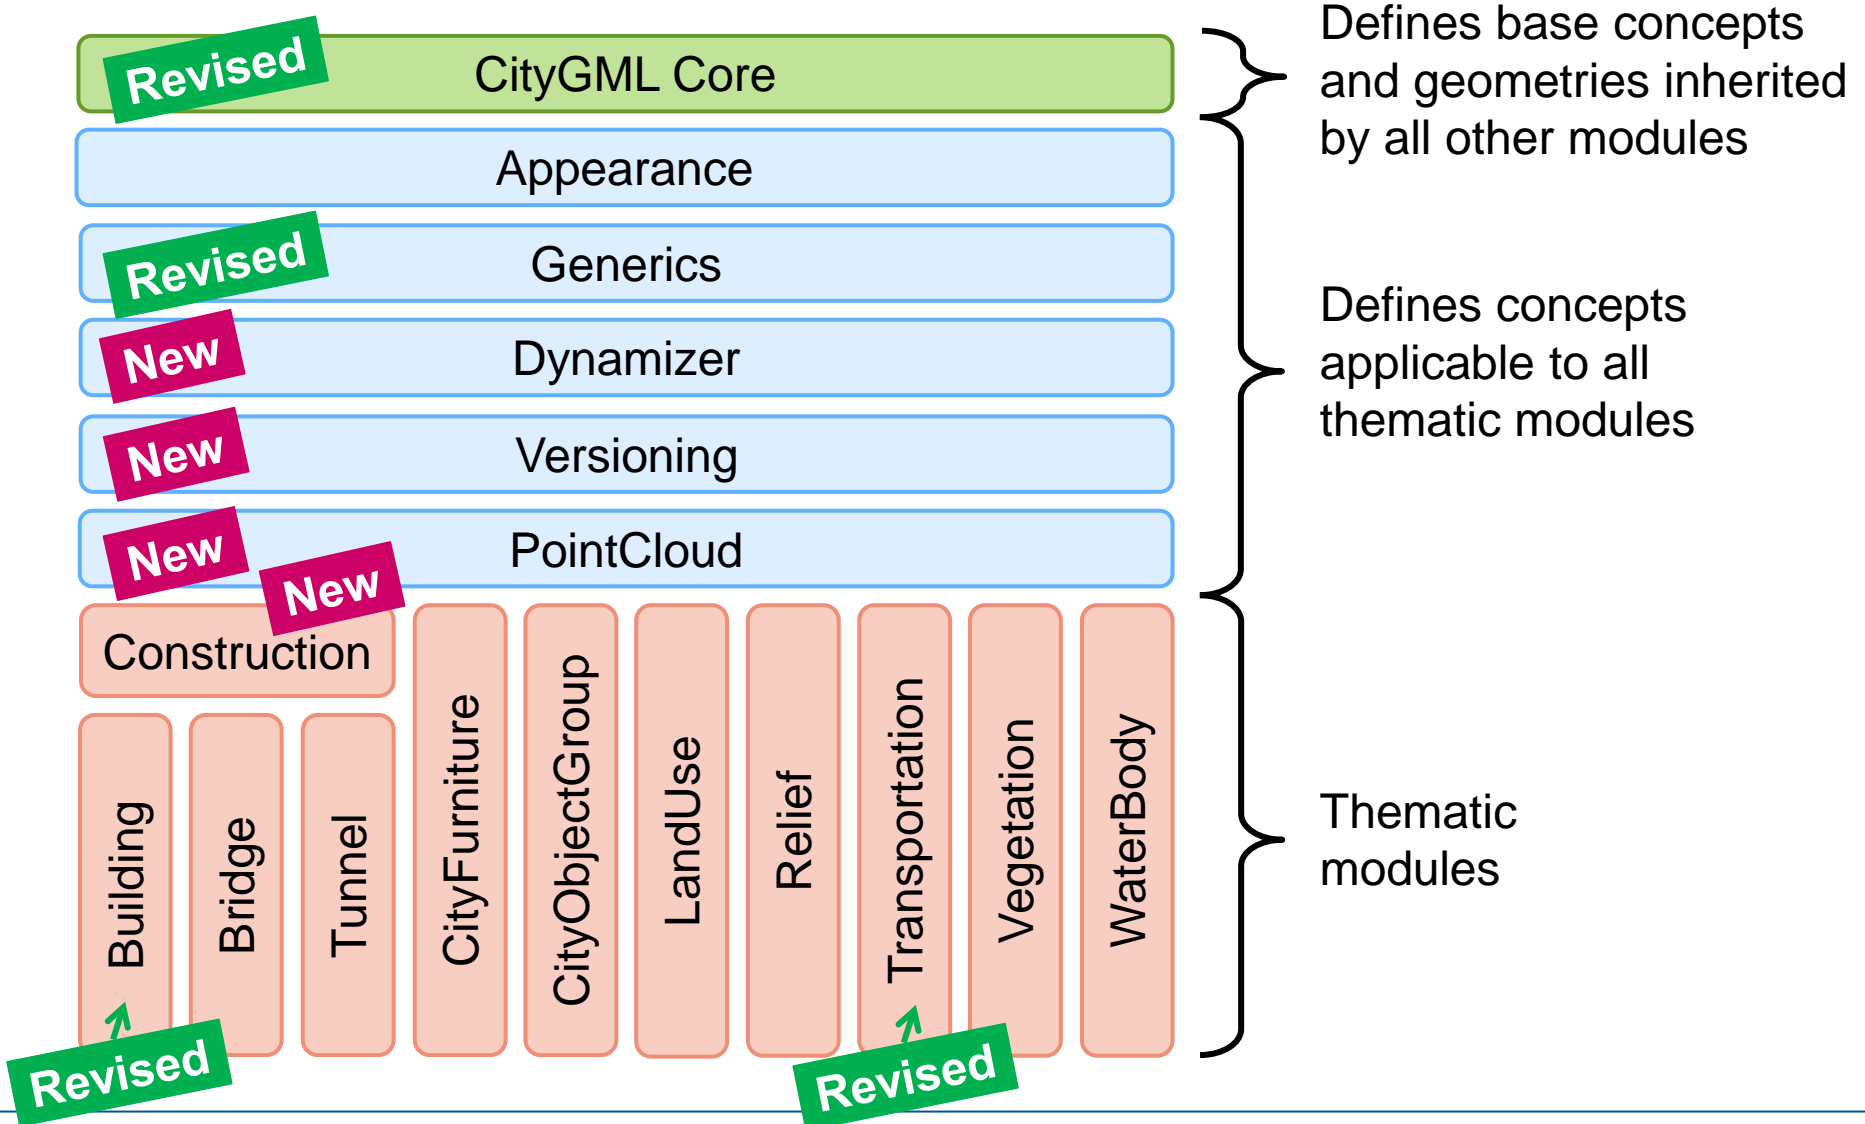 Revised
CityGML Core
Defines base concepts
and geometries inherited
by all other modules
Appearance
Revised
Generics
New
Dynamizer
New
Versioning
New
PointCloud
Defines concepts
applicable to all
thematic modules
New
Construction
Building
Bridge
Tunnel
CityFurniture
CityObjectGroup
LandUse
Relief
Transportation
Vegetation
WaterBody
Thematic
modules
Revised
Revised